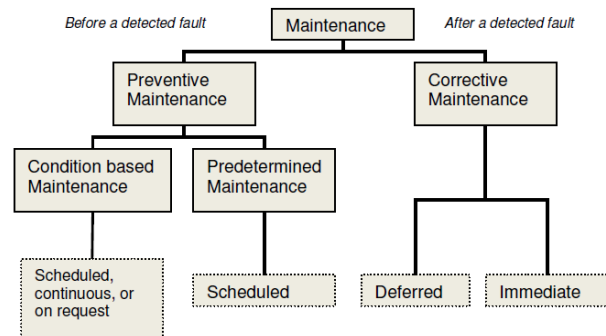 Before a detected fault
Maintenance
After a detected fault
Preventive
Maintenance
Corrective
Maintenance
Condition based
Maintenance
Predetermined
Maintenance
Scheduled,
continuous, or
on request
Scheduled
Deferred
Immediate